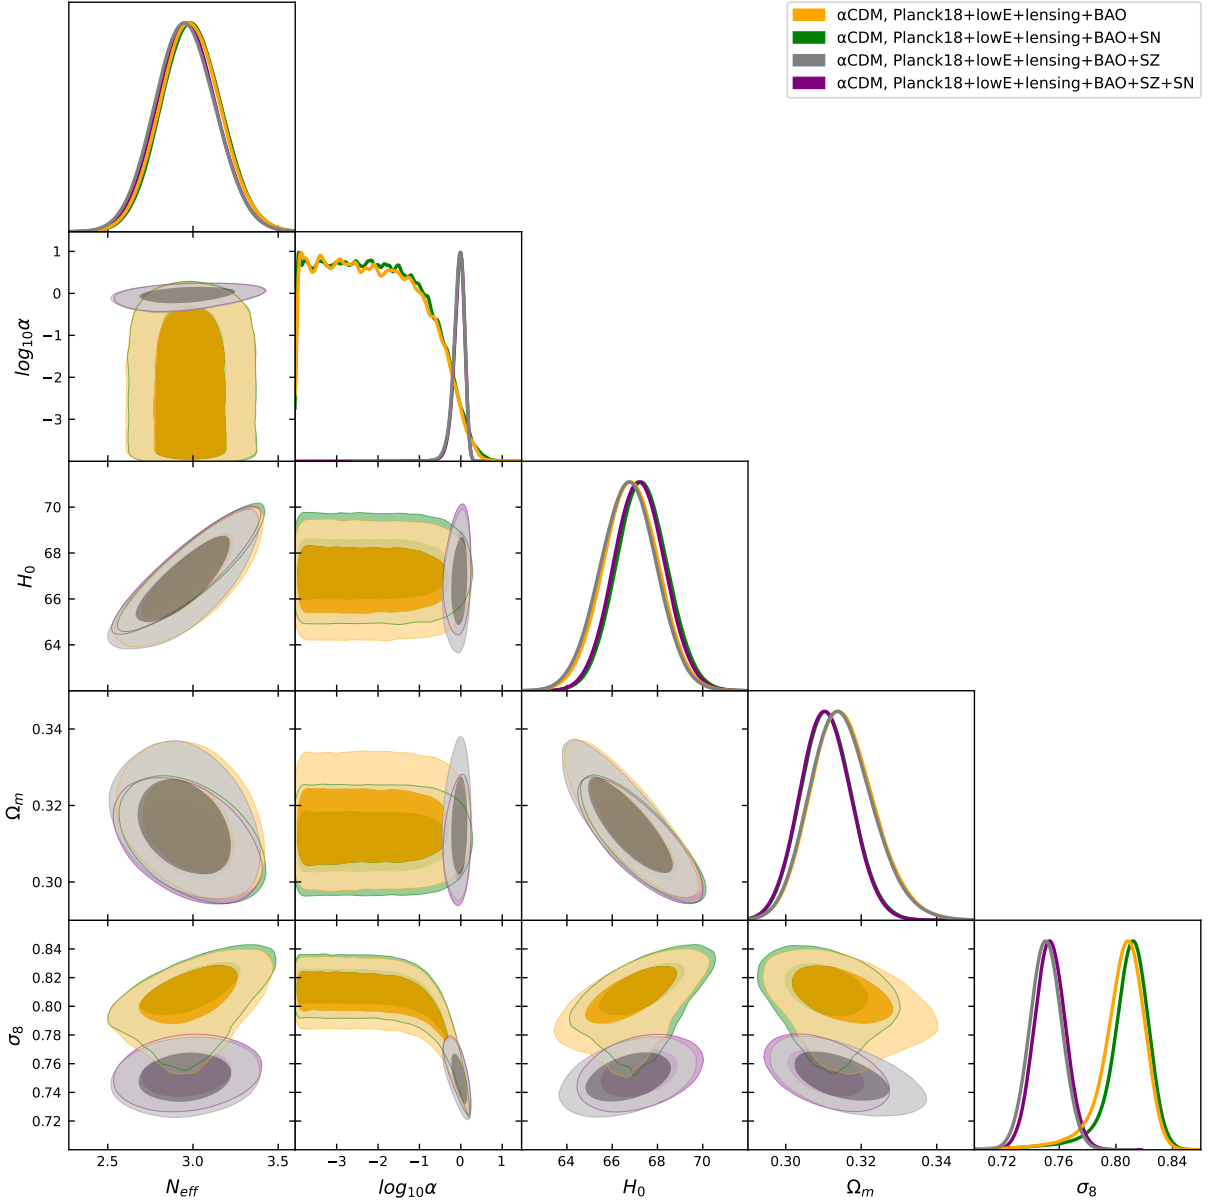 αCDM, Planck18+lowE+lensing+BAO
αCDM, Planck18+lowE+lensing+BAO+SN
αCDM, Planck18+lowE+lensing+BAO+SZ
αCDM, Planck18+lowE+lensing+BAO+SZ+SN
1
0
−1
−2
−3
log₁₀α
70
68
66
64
H₀
0.34
0.32
0.30
Ωₘ
0.84
0.82
0.80
0.78
0.76
0.74
0.72
σ₈
2.5 3.0 3.5
−3 −2 −1 0 1
64 66 68 70
0.30 0.32 0.34
0.72 0.76 0.80 0.84
N_eff
log₁₀α
H₀
Ωₘ
σ₈